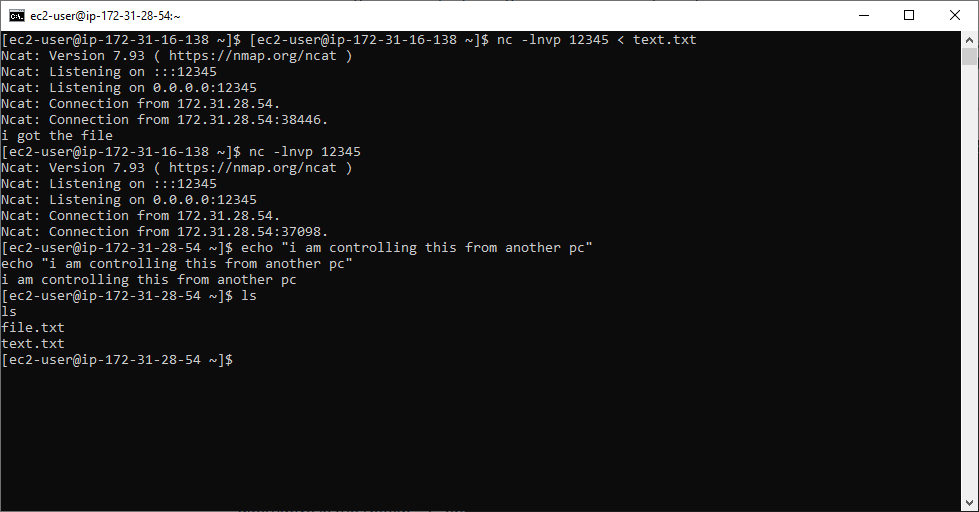 ec2-user@ip-172-31-28-54:~
[ec2-user@ip-172-31-16-138 ~]$ [ec2-user@ip-172-31-16-138 ~]$ nc -lnvp 12345 < text.txt
Ncat: Version 7.93 ( https://nmap.org/ncat )
Ncat: Listening on :::12345
Ncat: Listening on 0.0.0.0:12345
Ncat: Connection from 172.31.28.54.
Ncat: Connection from 172.31.28.54:38446.
i got the file
[ec2-user@ip-172-31-16-138 ~]$ nc -lnvp 12345
Ncat: Version 7.93 ( https://nmap.org/ncat )
Ncat: Listening on :::12345
Ncat: Listening on 0.0.0.0:12345
Ncat: Connection from 172.31.28.54.
Ncat: Connection from 172.31.28.54:37098.
[ec2-user@ip-172-31-28-54 ~]$ echo "i am controlling this from another pc"
echo "i am controlling this from another pc"
i am controlling this from another pc
[ec2-user@ip-172-31-28-54 ~]$ ls
ls
file.txt
text.txt
[ec2-user@ip-172-31-28-54 ~]$